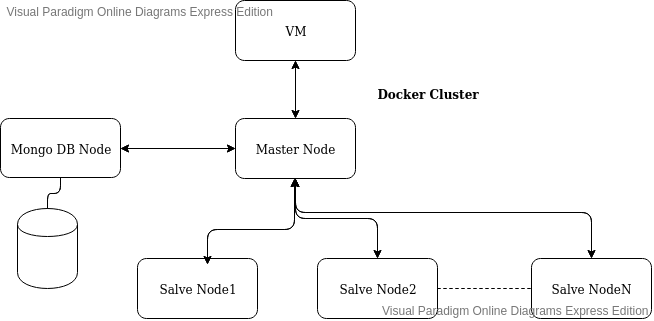 Visual Paradigm Online Diagrams Express Edition
VM
Docker Cluster
Mongo DB Node
Master Node
Salve Node1
Salve Node2
Salve NodeN
Visual Paradigm Online Diagrams Express Edition